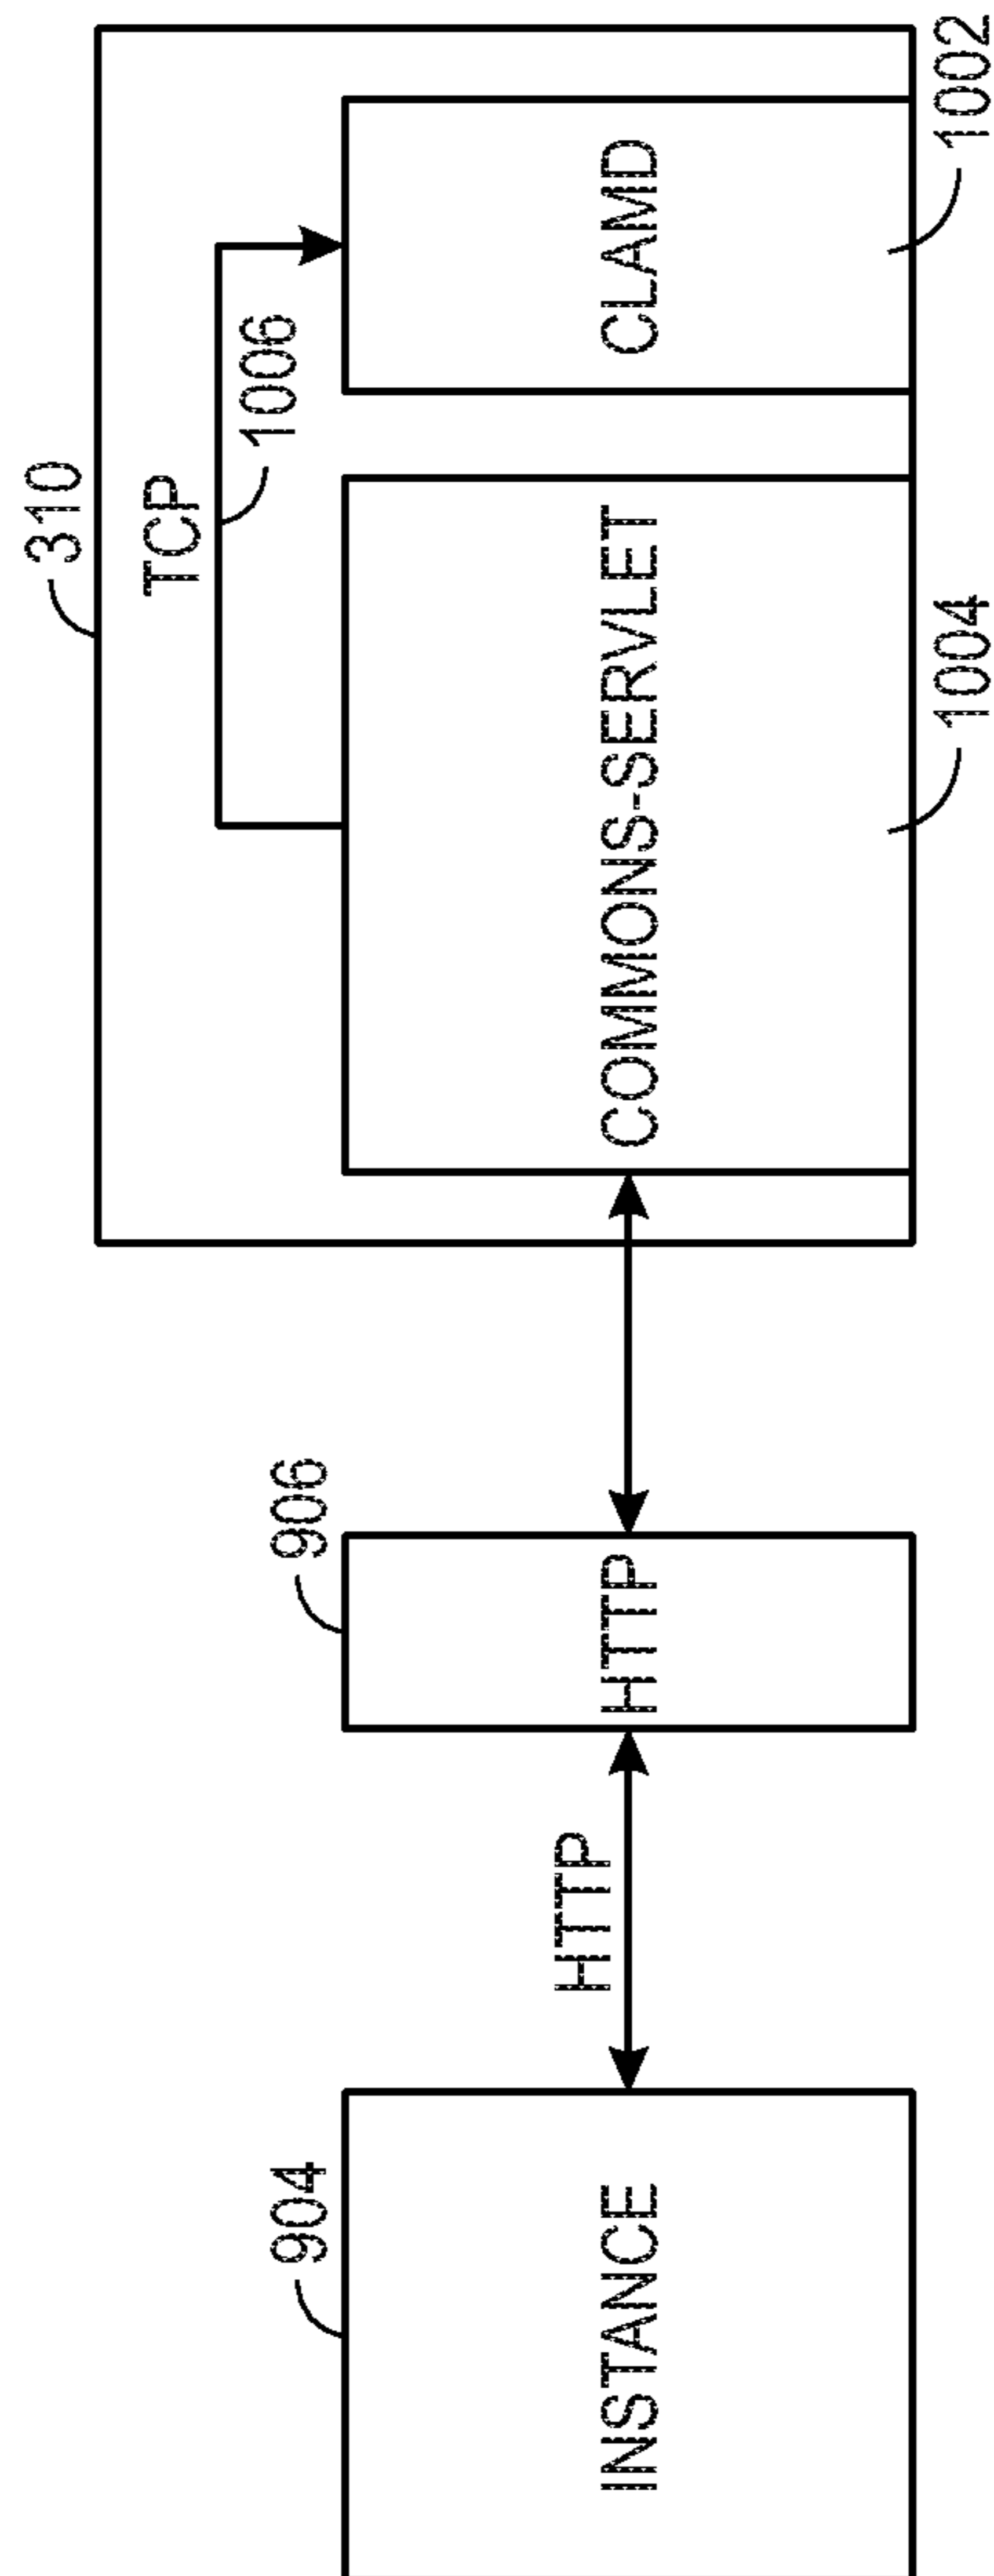 904
INSTANCE
HTTP
906
HTTP
310
TCP
1006
COMMONS-SERVLET
CLAMD
1004
1002